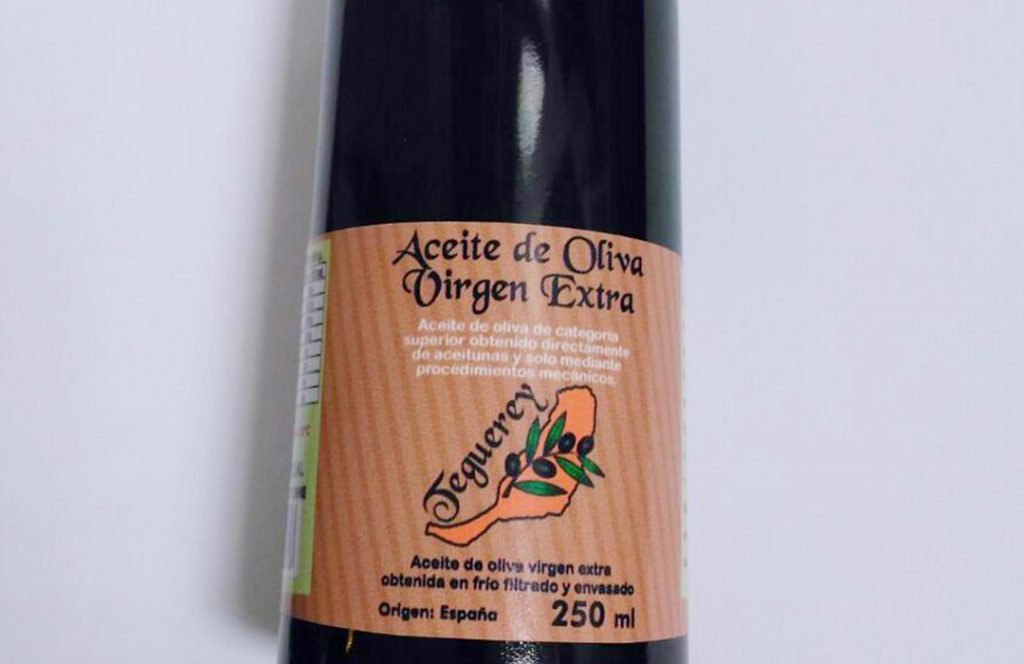 Aceite de Oliva
Virgen Extra
Aceite de oliva de categoría
superior obtenido directamente
de aceitunas y solo mediante
procedimientos mecánicos.
Teguerey
Aceite de oliva virgen extra
obtenida en frío filtrado y envasado
Origen: España 250 ml